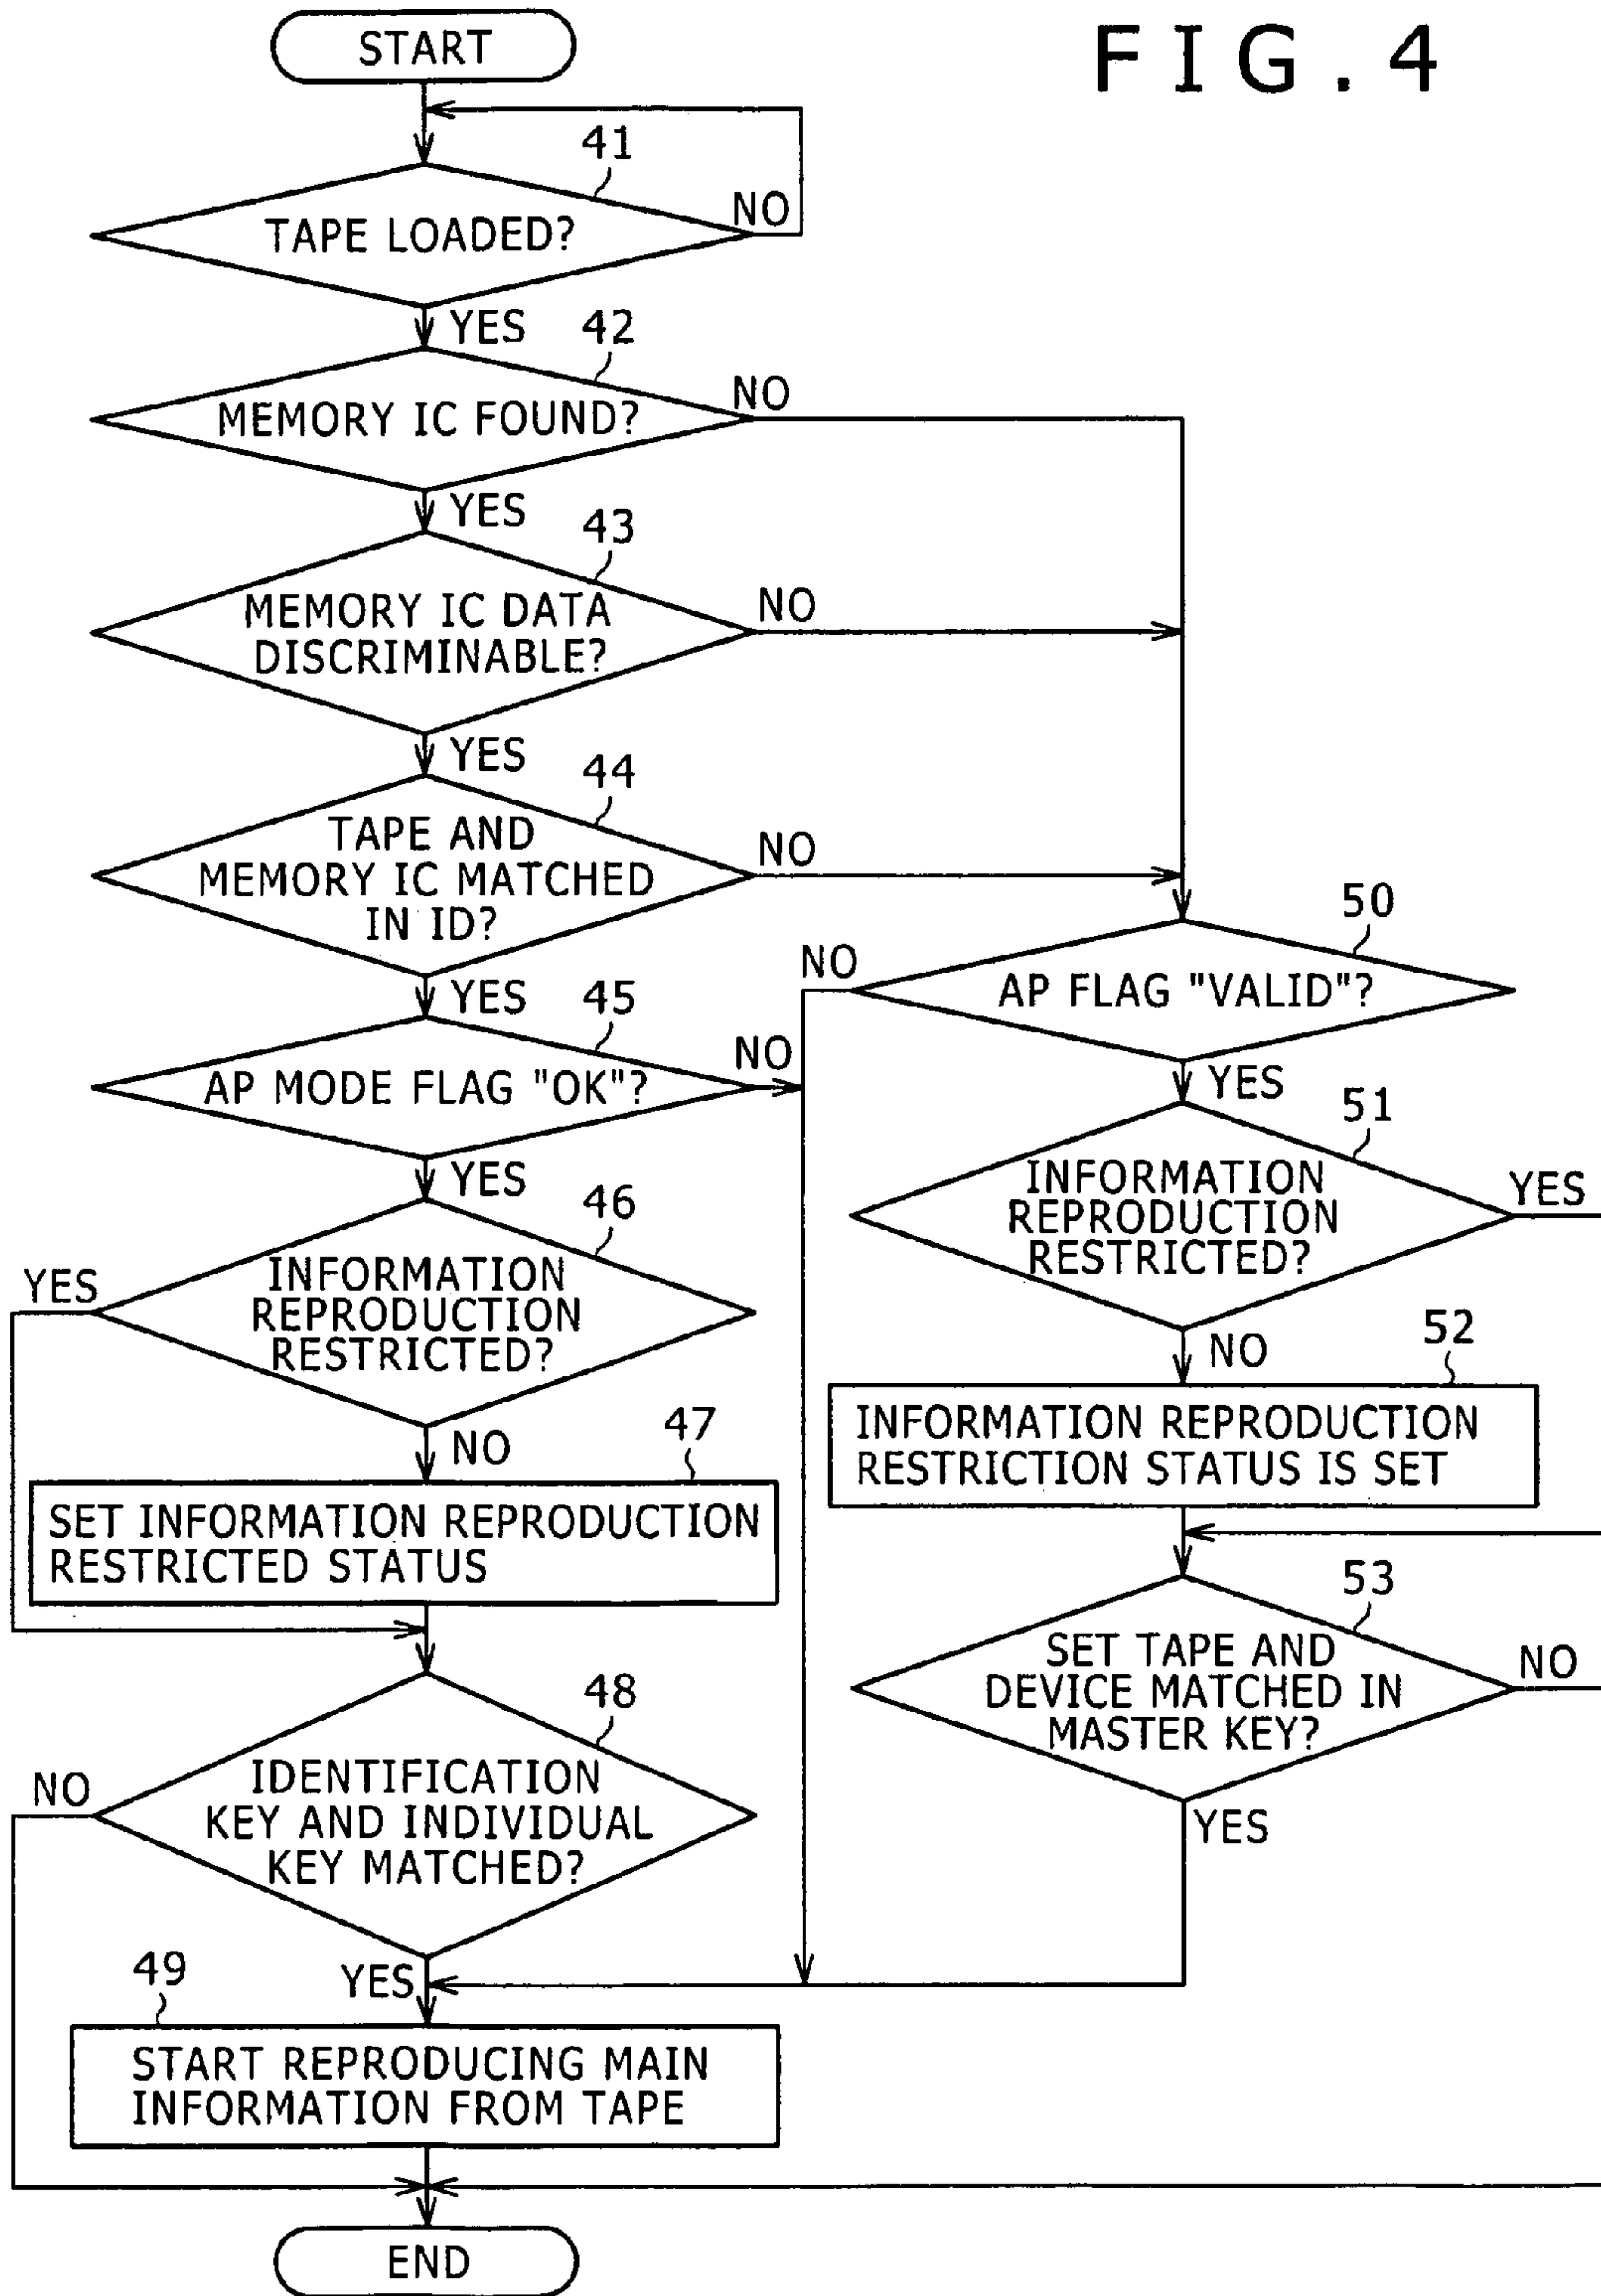 FIG.4
START
41
TAPE LOADED?
NO
YES
42
MEMORY IC FOUND?
NO
YES
43
MEMORY IC DATA
DISCRIMINABLE?
NO
YES
44
TAPE AND
MEMORY IC MATCHED
IN ID?
NO
YES
45
AP MODE FLAG "OK"?
NO
YES
46
INFORMATION
REPRODUCTION
RESTRICTED?
YES
NO
47
SET INFORMATION REPRODUCTION
RESTRICTED STATUS
48
IDENTIFICATION
KEY AND INDIVIDUAL
KEY MATCHED?
NO
YES
49
START REPRODUCING MAIN
INFORMATION FROM TAPE
END
50
AP FLAG "VALID"?
NO
YES
51
INFORMATION
REPRODUCTION
RESTRICTED?
YES
NO
52
INFORMATION REPRODUCTION
RESTRICTION STATUS IS SET
53
SET TAPE AND
DEVICE MATCHED IN
MASTER KEY?
NO
YES